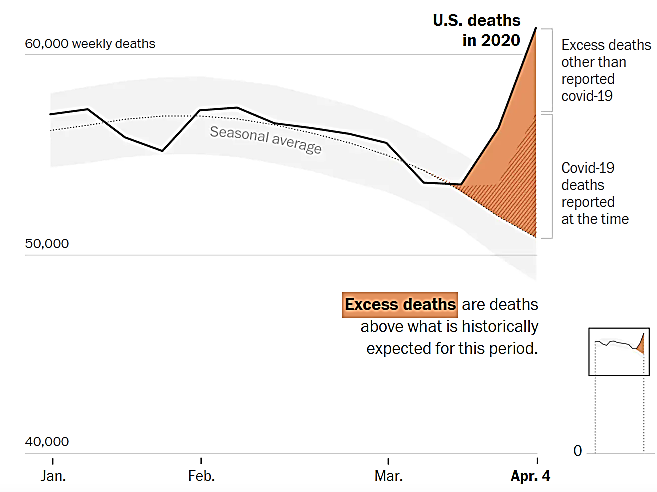 U.S. deaths
in 2020
60,000 weekly deaths
Excess deaths
other than
reported
covid-19
Seasonal average
Covid-19
deaths
reported
at the time
50,000
Excess deaths are deaths
above what is historically
expected for this period.
40,000
0
Jan.
Feb.
Mar.
Apr. 4